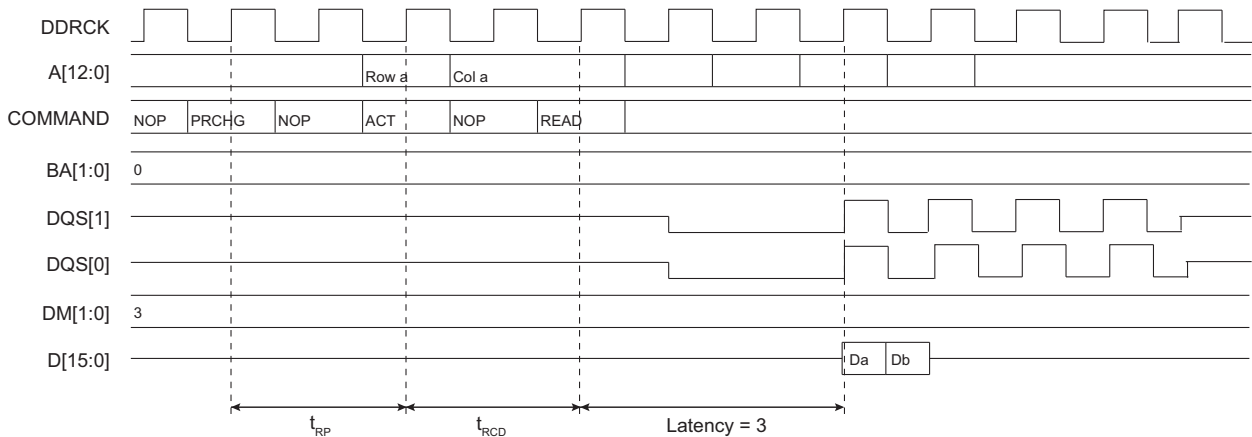 DDRCK
A[12:0] Row a Col a
COMMAND NOP PRCHG NOP ACT NOP READ
BA[1:0] 0
DQS[1]
DQS[0]
DM[1:0] 3
D[15:0] Da Db
tRP tRCD Latency = 3